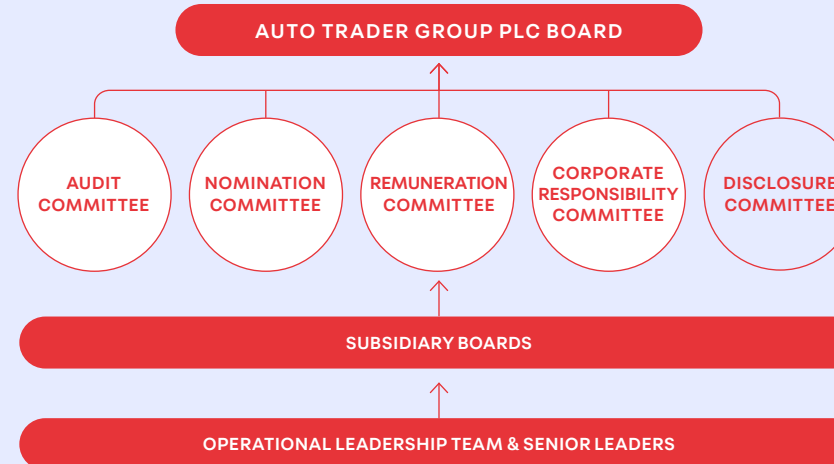 AUTO TRADER GROUP PLC BOARD
AUDIT
COMMITTEE
NOMINATION
COMMITTEE
REMUNERATION
COMMITTEE
CORPORATE
RESPONSIBILITY
COMMITTEE
DISCLOSURE
COMMITTEE
SUBSIDIARY BOARDS
OPERATIONAL LEADERSHIP TEAM & SENIOR LEADERS